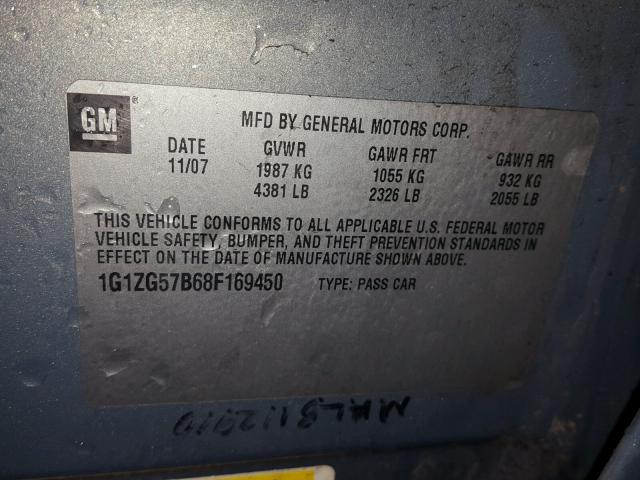 GM
MFD BY GENERAL MOTORS CORP.
DATE GVWR GAWR FRT GAWR RR
11/07 1987 KG 1055 KG 932 KG
4381 LB 2326 LB 2055 LB
THIS VEHICLE CONFORMS TO ALL APPLICABLE U.S. FEDERAL MOTOR
VEHICLE SAFETY, BUMPER, AND THEFT PREVENTION STANDARDS IN
EFFECT ON THE DATE OF MANUFACTURE SHOWN ABOVE.
1G1ZG57B68F169450 TYPE: PASS CAR